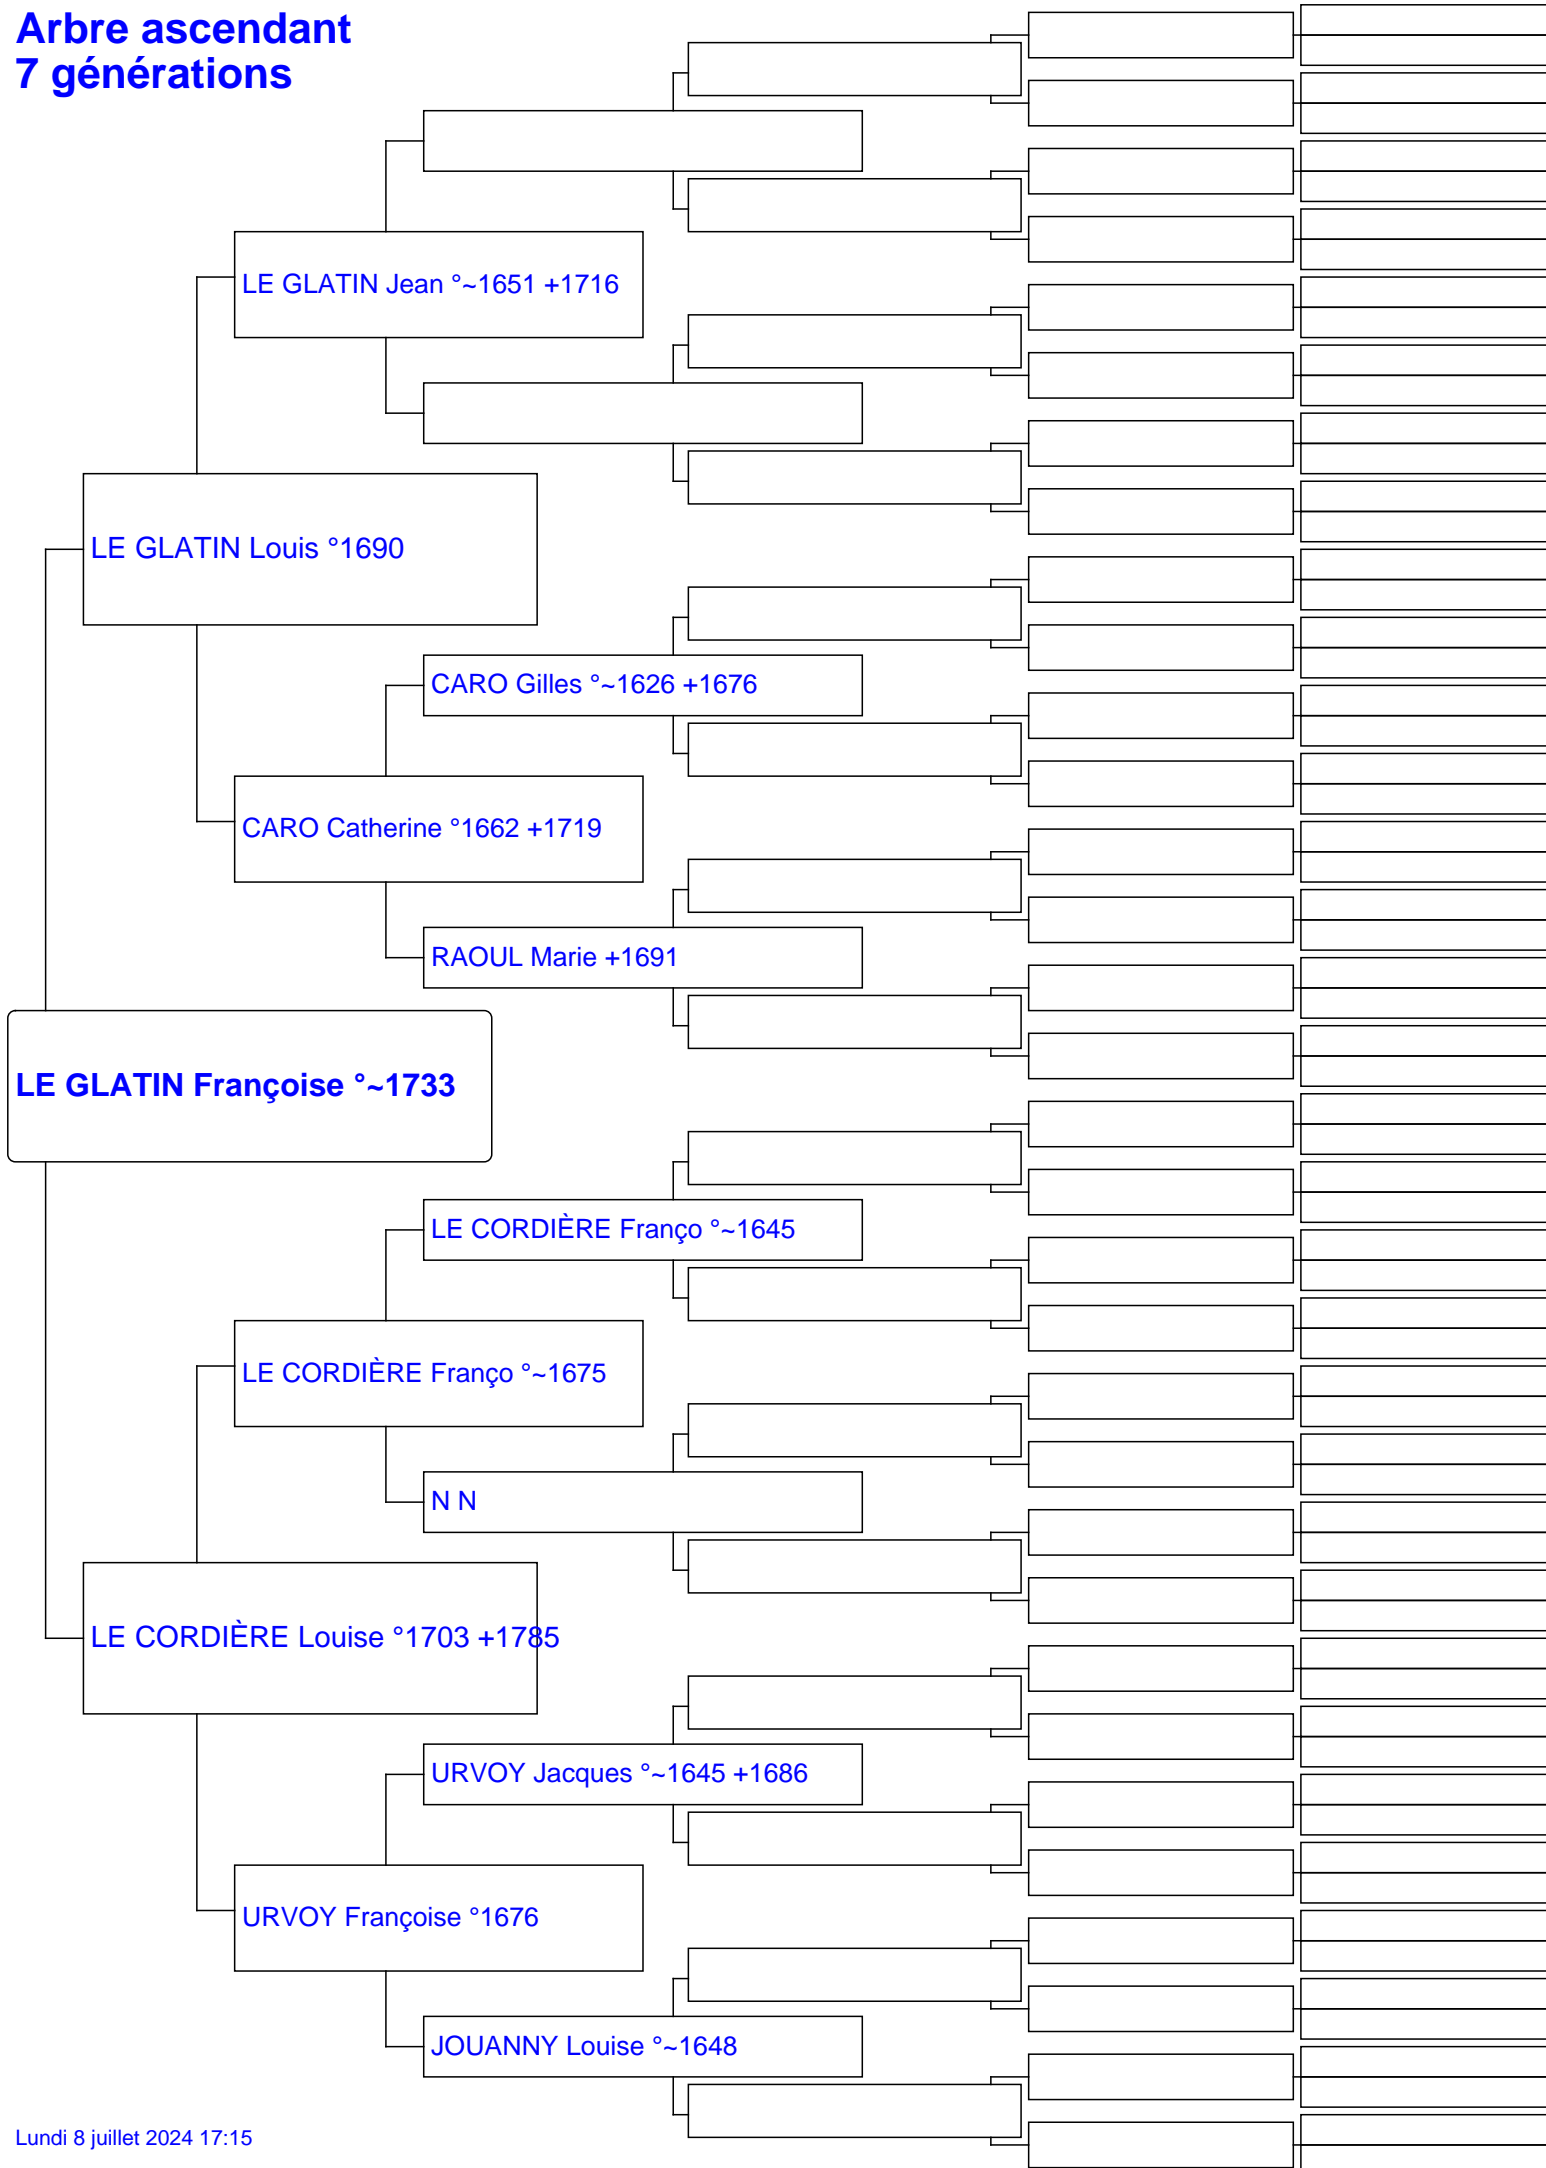 Arbre ascendant
7 générations
LE GLATIN Jean °~1651 +1716
LE GLATIN Louis °1690
CARO Gilles °~1626 +1676
CARO Catherine °1662 +1719
RAOUL Marie +1691
LE GLATIN Françoise °~1733
LE CORDIÈRE Franço °~1645
LE CORDIÈRE Franço °~1675
N N
LE CORDIÈRE Louise °1703 +1785
URVOY Jacques °~1645 +1686
URVOY Françoise °1676
JOUANNY Louise °~1648
Lundi 8 juillet 2024 17:15